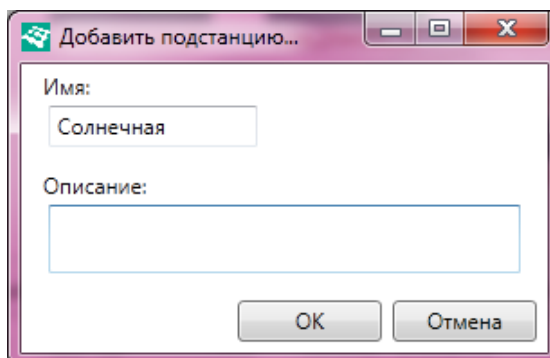 Добавить подстанцию...
Имя:
Солнечная
Описание:
OK
Отмена